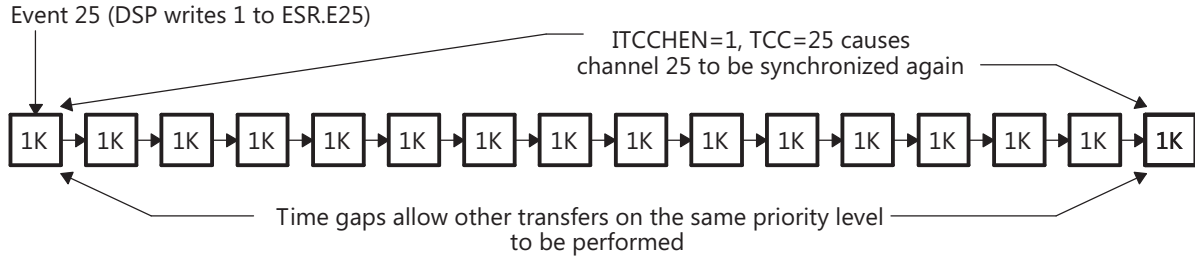 Event 25 (DSP writes 1 to ESR.E25)
ITCCHEN=1, TCC=25 causes
channel 25 to be synchronized again
1K 1K 1K 1K 1K 1K 1K 1K 1K 1K 1K 1K 1K 1K 1K 1K
Time gaps allow other transfers on the same priority level
to be performed